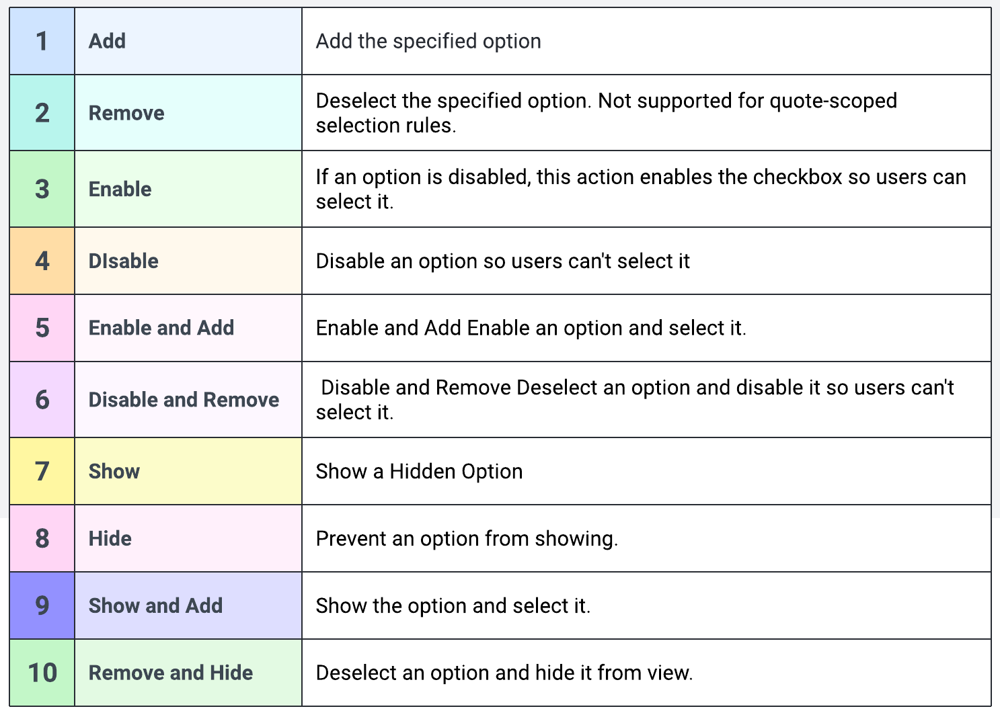 1
Add
Add the specified option
2
Remove
Deselect the specified option. Not supported for quote-scoped
selection rules.
3
Enable
If an option is disabled, this action enables the checkbox so users can
select it.
4
DIsable
Disable an option so users can't select it
5
Enable and Add
Enable and Add Enable an option and select it.
6
Disable and Remove
Disable and Remove Deselect an option and disable it so users can't
select it.
7
Show
Show a Hidden Option
8
Hide
Prevent an option from showing.
9
Show and Add
Show the option and select it.
10
Remove and Hide
Deselect an option and hide it from view.